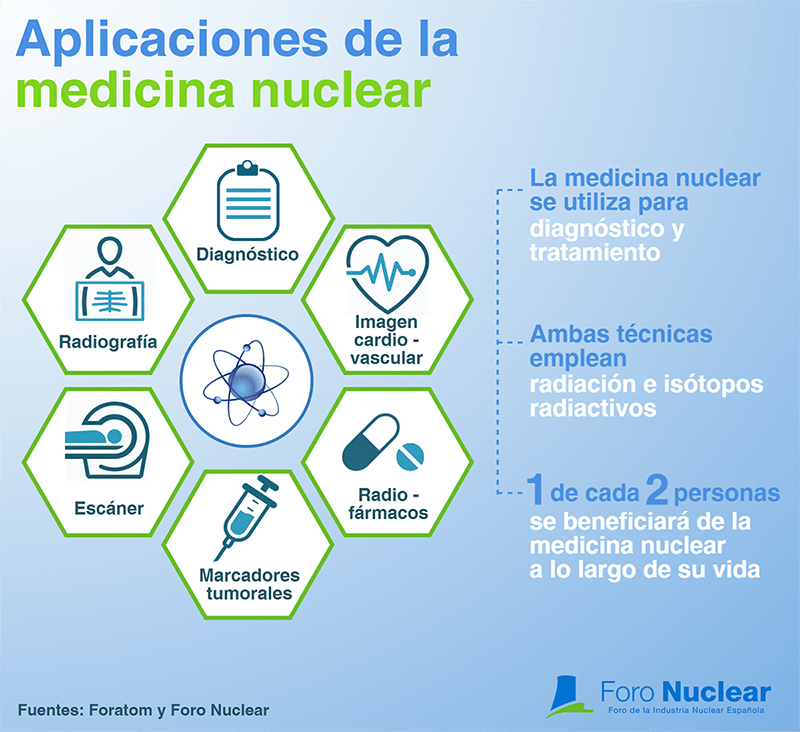 Aplicaciones de la
medicina nuclear
Diagnóstico
Radiografía
Imagen
cardio -
vascular
Escáner
Radio -
fármacos
Marcadores
tumorales
La medicina nuclear
se utiliza para
diagnóstico y
tratamiento
Ambas técnicas
emplean
radiación e isótopos
radiactivos
1 de cada 2 personas
se beneficiará de la
medicina nuclear
a lo largo de su vida
Fuentes: Foratom y Foro Nuclear
Foro Nuclear
Foro de la Industria Nuclear Española